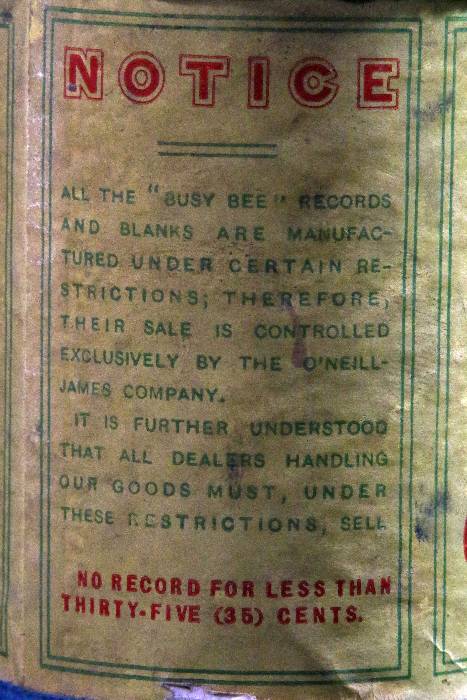 NOTICE
ALL THE "BUSY BEE" RECORDS
AND BLANKS ARE MANUFAC-
TURED UNDER CERTAIN RE-
STRICTIONS; THEREFORE,
THEIR SALE IS CONTROLLED
EXCLUSIVELY BY THE O'NEILL-
JAMES COMPANY.
IT IS FURTHER UNDERSTOOD
THAT ALL DEALERS HANDLING
OUR GOODS MUST, UNDER
THESE RESTRICTIONS, SELL
NO RECORD FOR LESS THAN
THIRTY-FIVE (35) CENTS.